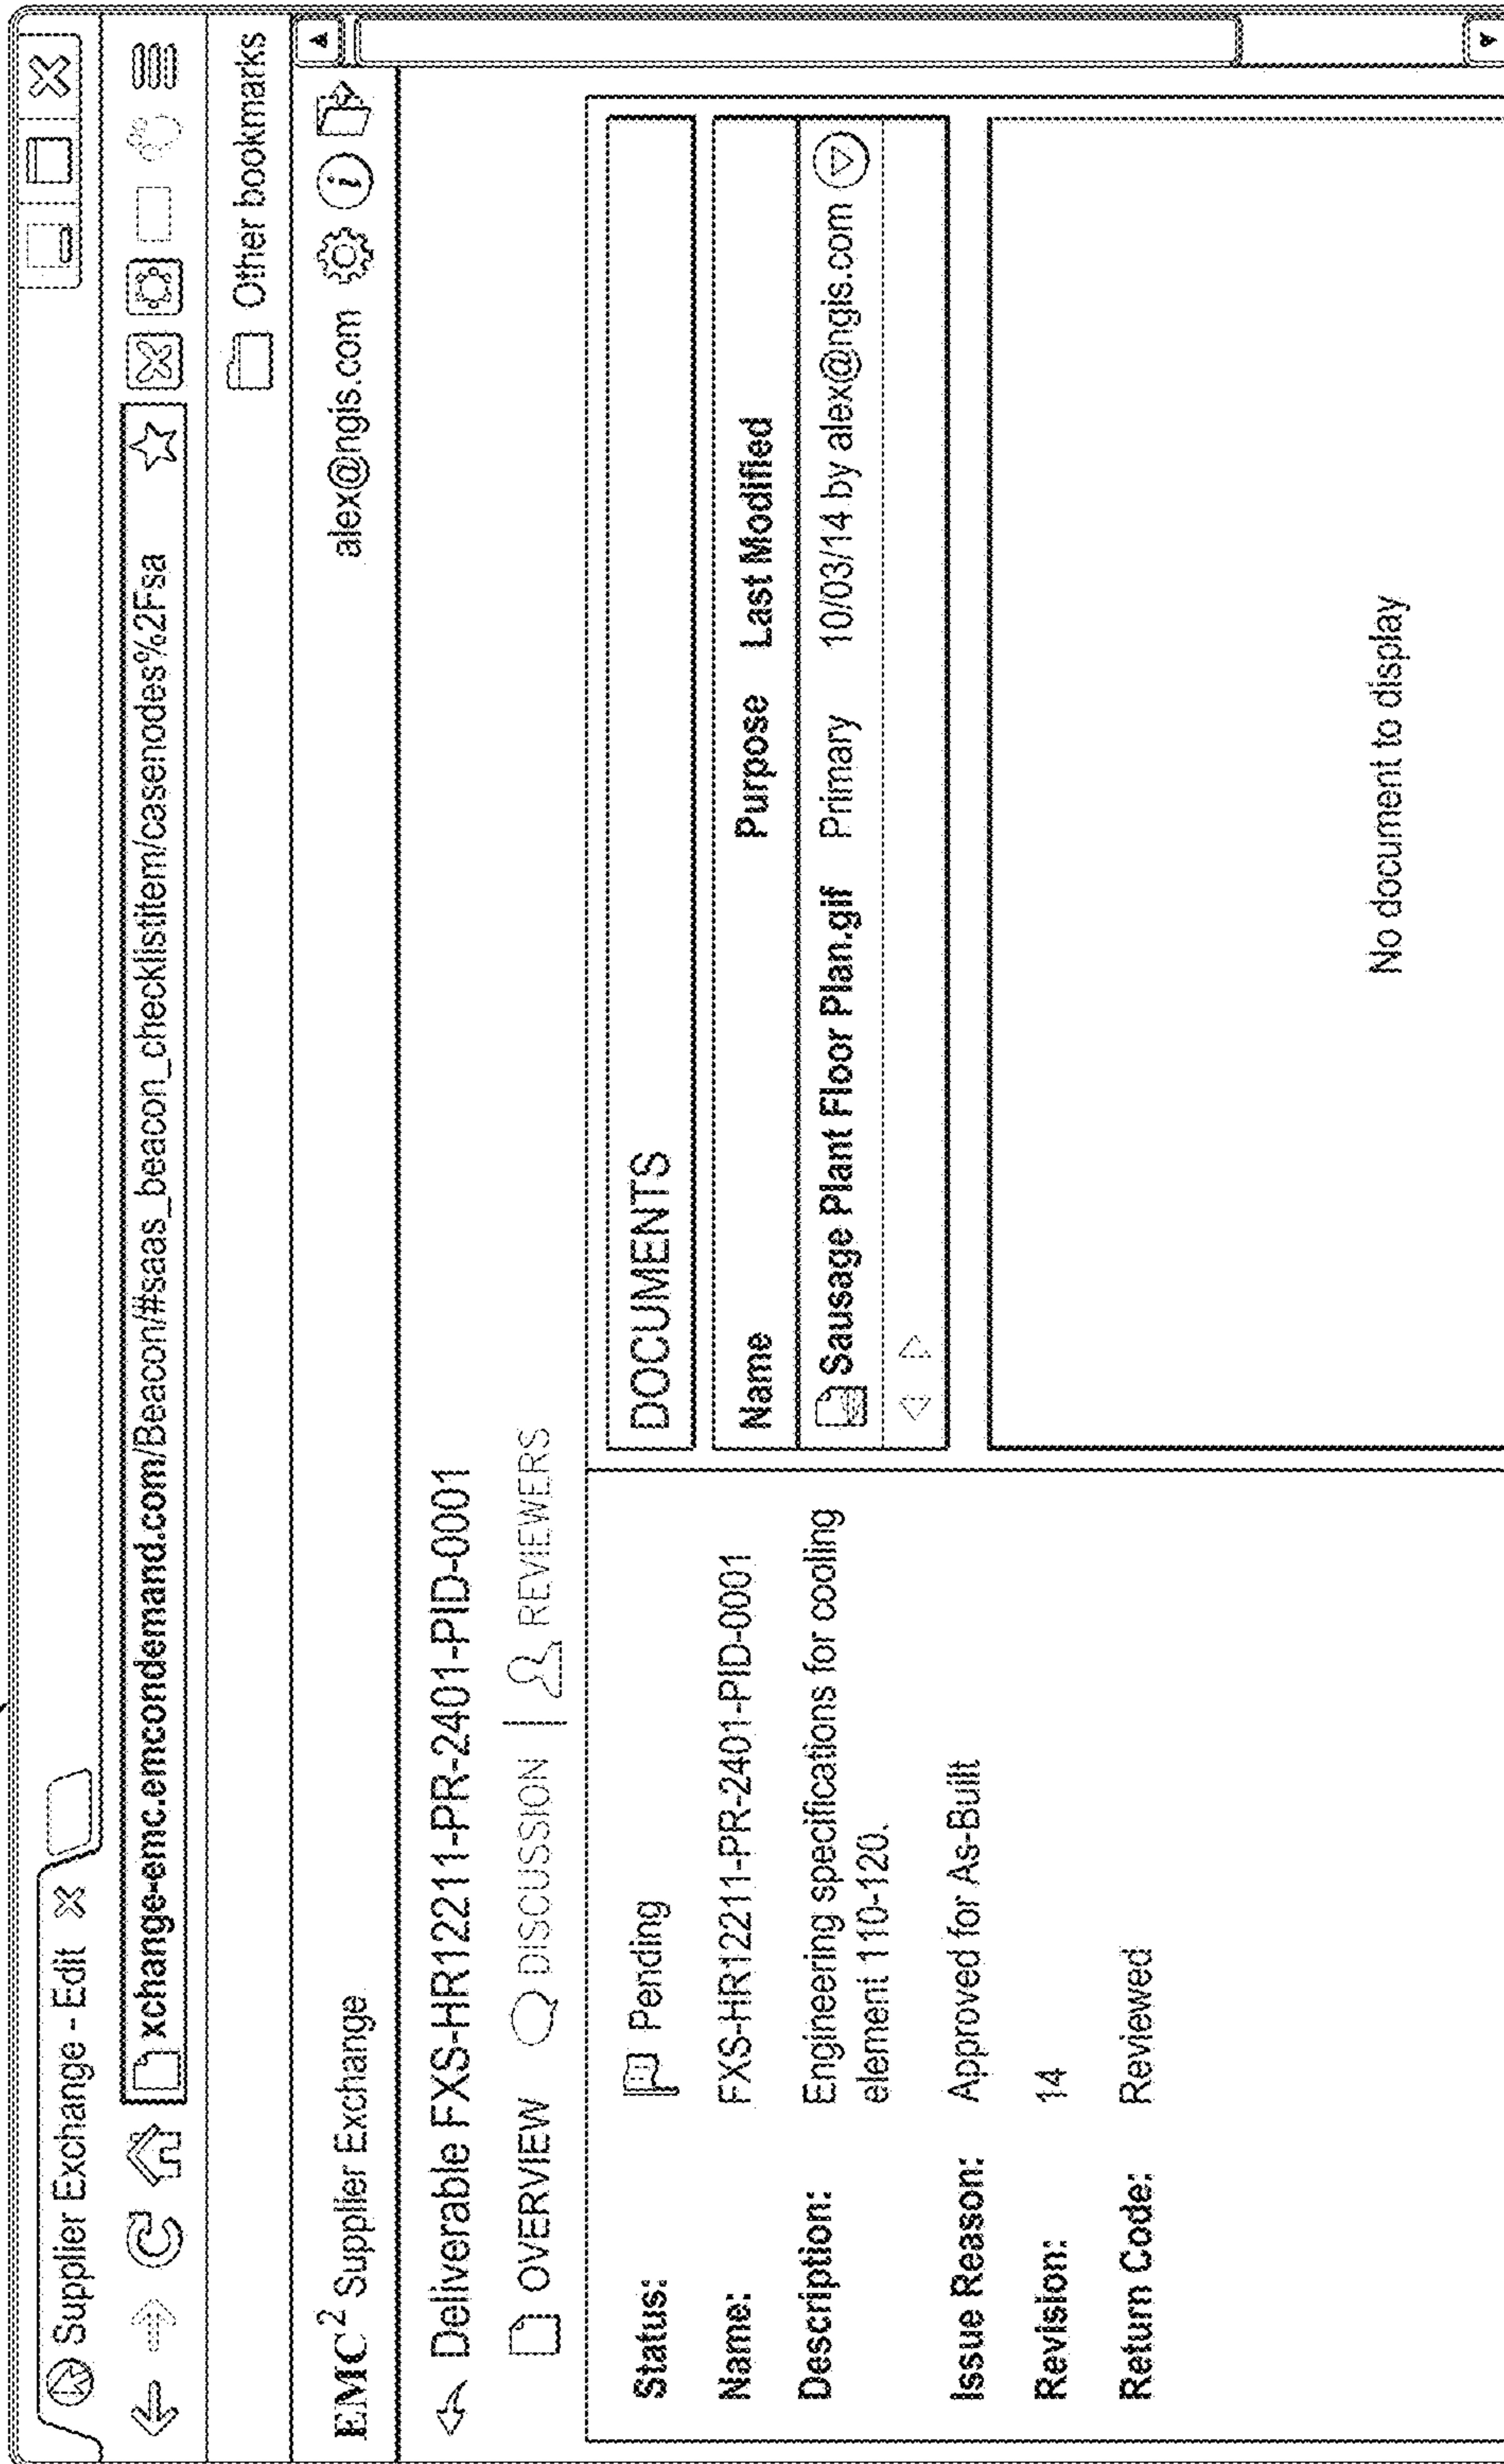 Supplier Exchange - Edit
xchange-emc.emcondemand.com/Beacon/#saas_beacon_checklistitem/casenodes%2Fsa
Other bookmarks
EMC² Supplier Exchange
alex@ngis.com
Deliverable FXS-HR12211-PR-2401-PID-0001
OVERVIEW DISCUSSION | REVIEWERS
Status: Pending
Name: FXS-HR12211-PR-2401-PID-0001
Description: Engineering specifications for cooling
element 110-120.
Issue Reason: Approved for As-Built
Revision: 14
Return Code: Reviewed
DOCUMENTS
Name Purpose Last Modified
Sausage Plant Floor Plan.gif Primary 10/03/14 by alex@ngis.com
No document to display